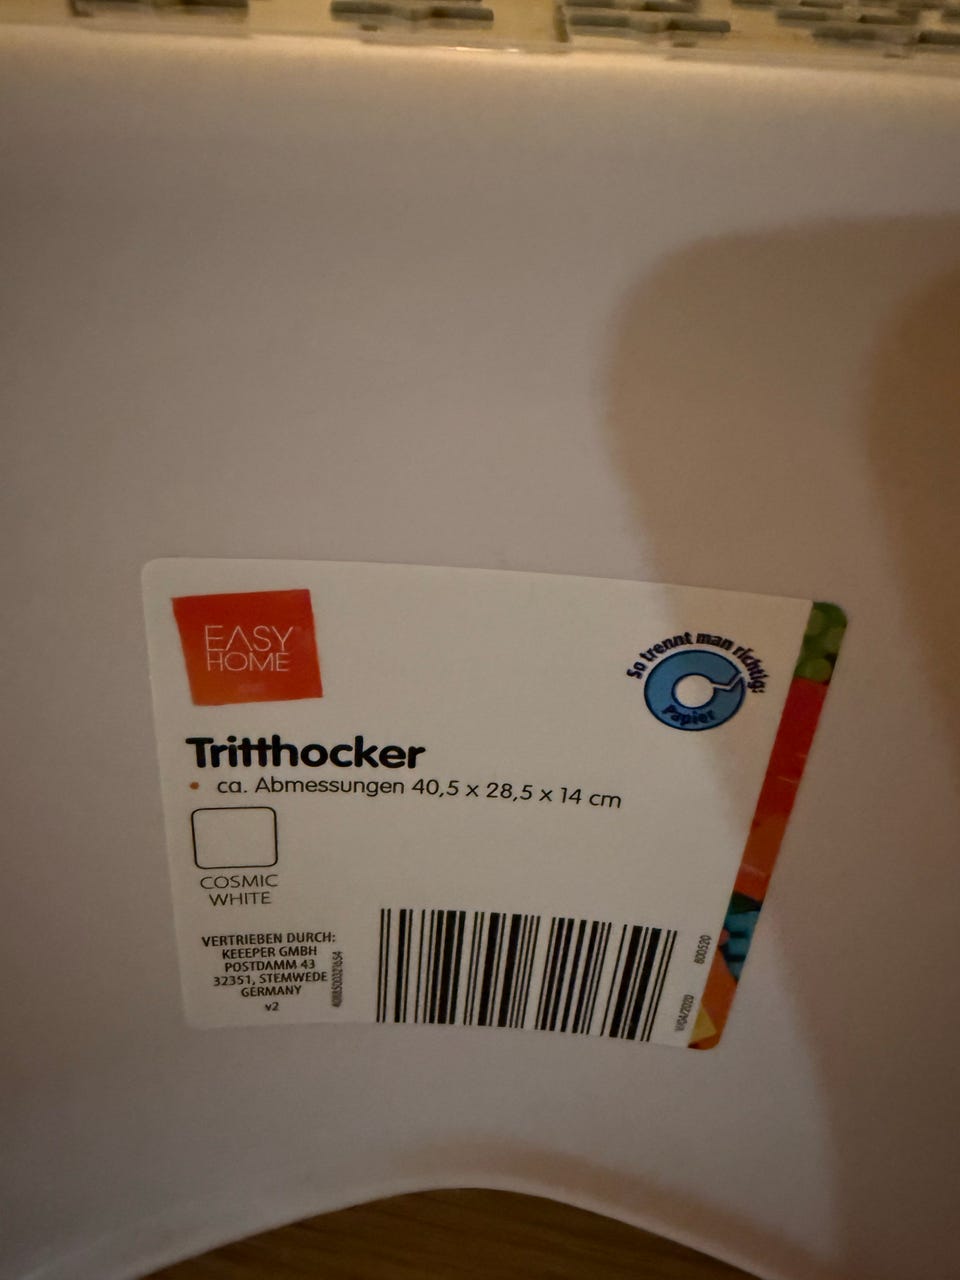 EASY
HOME
So trennt man richtig:
Papier
Tritthocker
• ca. Abmessungen 40,5 x 28,5 x 14 cm
COSMIC
WHITE
VERTRIEBEN DURCH:
KEEEPER GMBH
POSTDAMM 43
32351, STEMWEDE
GERMANY
v2
800520